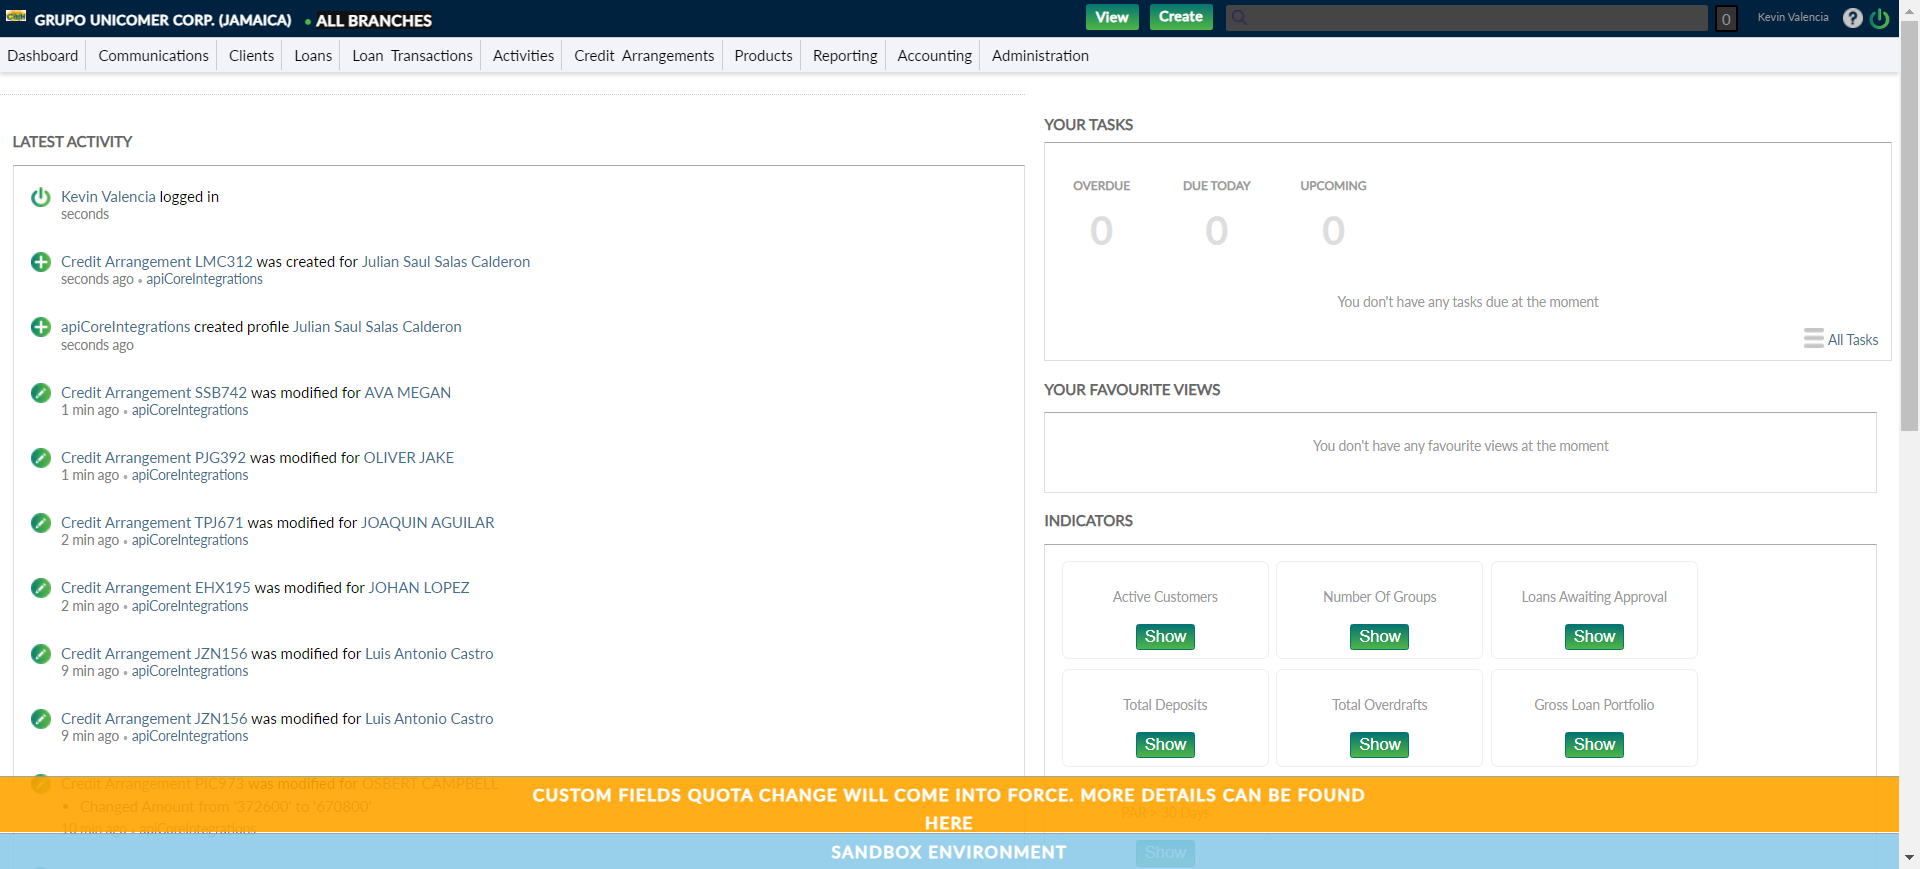 GRUPO UNICOMER CORP. (JAMAICA) • ALL BRANCHES
View
Create
0
Kevin Valencia
Dashboard
Communications
Clients
Loans
Loan Transactions
Activities
Credit Arrangements
Products
Reporting
Accounting
Administration
LATEST ACTIVITY
Kevin Valencia logged in
seconds
Credit Arrangement LMC312 was created for Julian Saul Salas Calderon
seconds ago • apiCoreIntegrations
apiCoreIntegrations created profile Julian Saul Salas Calderon
seconds ago
Credit Arrangement SSB742 was modified for AVA MEGAN
1 min ago • apiCoreIntegrations
Credit Arrangement PJG392 was modified for OLIVER JAKE
1 min ago • apiCoreIntegrations
Credit Arrangement TPJ671 was modified for JOAQUIN AGUILAR
2 min ago • apiCoreIntegrations
Credit Arrangement EHX195 was modified for JOHAN LOPEZ
2 min ago • apiCoreIntegrations
Credit Arrangement JZN156 was modified for Luis Antonio Castro
9 min ago • apiCoreIntegrations
Credit Arrangement JZN156 was modified for Luis Antonio Castro
9 min ago • apiCoreIntegrations
Credit Arrangement PIC973 was modified for OSBERT CAMPBELL
• Changed Amount from '372600' to '670800'
10 min ago • apiCoreIntegrations
YOUR TASKS
OVERDUE
DUE TODAY
UPCOMING
0
0
0
You don't have any tasks due at the moment
All Tasks
YOUR FAVOURITE VIEWS
You don't have any favourite views at the moment
INDICATORS
Active Customers
Show
Number Of Groups
Show
Loans Awaiting Approval
Show
Total Deposits
Show
Total Overdrafts
Show
Gross Loan Portfolio
Show
PAR > 30 Days
Show
CUSTOM FIELDS QUOTA CHANGE WILL COME INTO FORCE. MORE DETAILS CAN BE FOUND
HERE
SANDBOX ENVIRONMENT